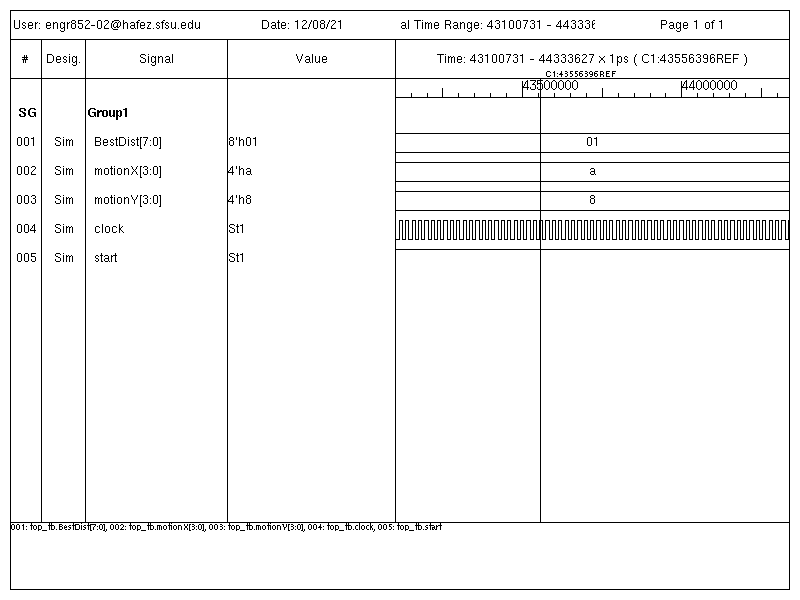 User: engr852-02@hafez.sfsu.edu Date: 12/08/21 al Time Range: 43100731 - 443336 Page 1 of 1
# Desig. Signal Value Time: 43100731 - 44333627 x 1ps ( C1:43556396REF )
C1:43556396REF
43500000 44000000
SG Group1
001 Sim BestDist[7:0] 8'h01 01
002 Sim motionX[3:0] 4'ha a
003 Sim motionY[3:0] 4'h8 8
004 Sim clock St1
005 Sim start St1
001: top_tb.BestDist[7:0], 002: top_tb.motionX[3:0], 003: top_tb.motionY[3:0], 004: top_tb.clock, 005: top_tb.start